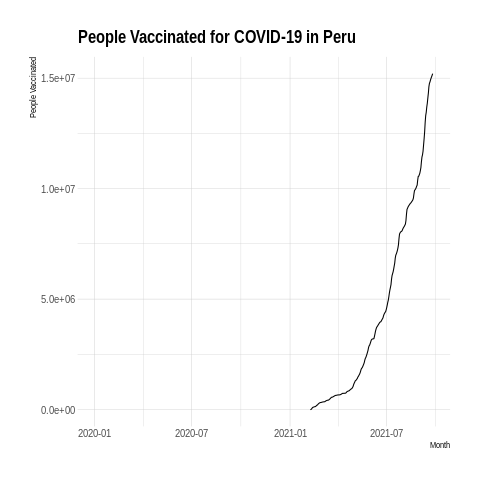 People Vaccinated for COVID-19 in Peru
People Vaccinated
1.5e+07
1.0e+07
5.0e+06
0.0e+00
2020-01 2020-07 2021-01 2021-07
Month